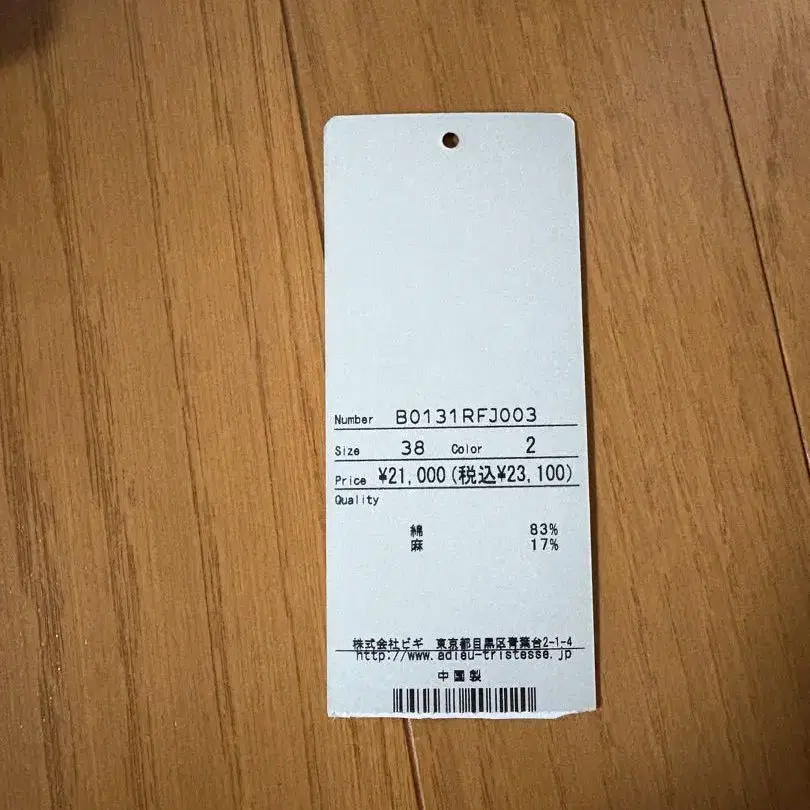 Number B0131RFJ003
Size 38 Color 2
Price ¥21,000(税込¥23,100)
Quality
綿 83%
麻 17%
株式会社ビギ 東京都目黒区青葉台2-1-4
http://www.adieu-tristesse.jp
中国製